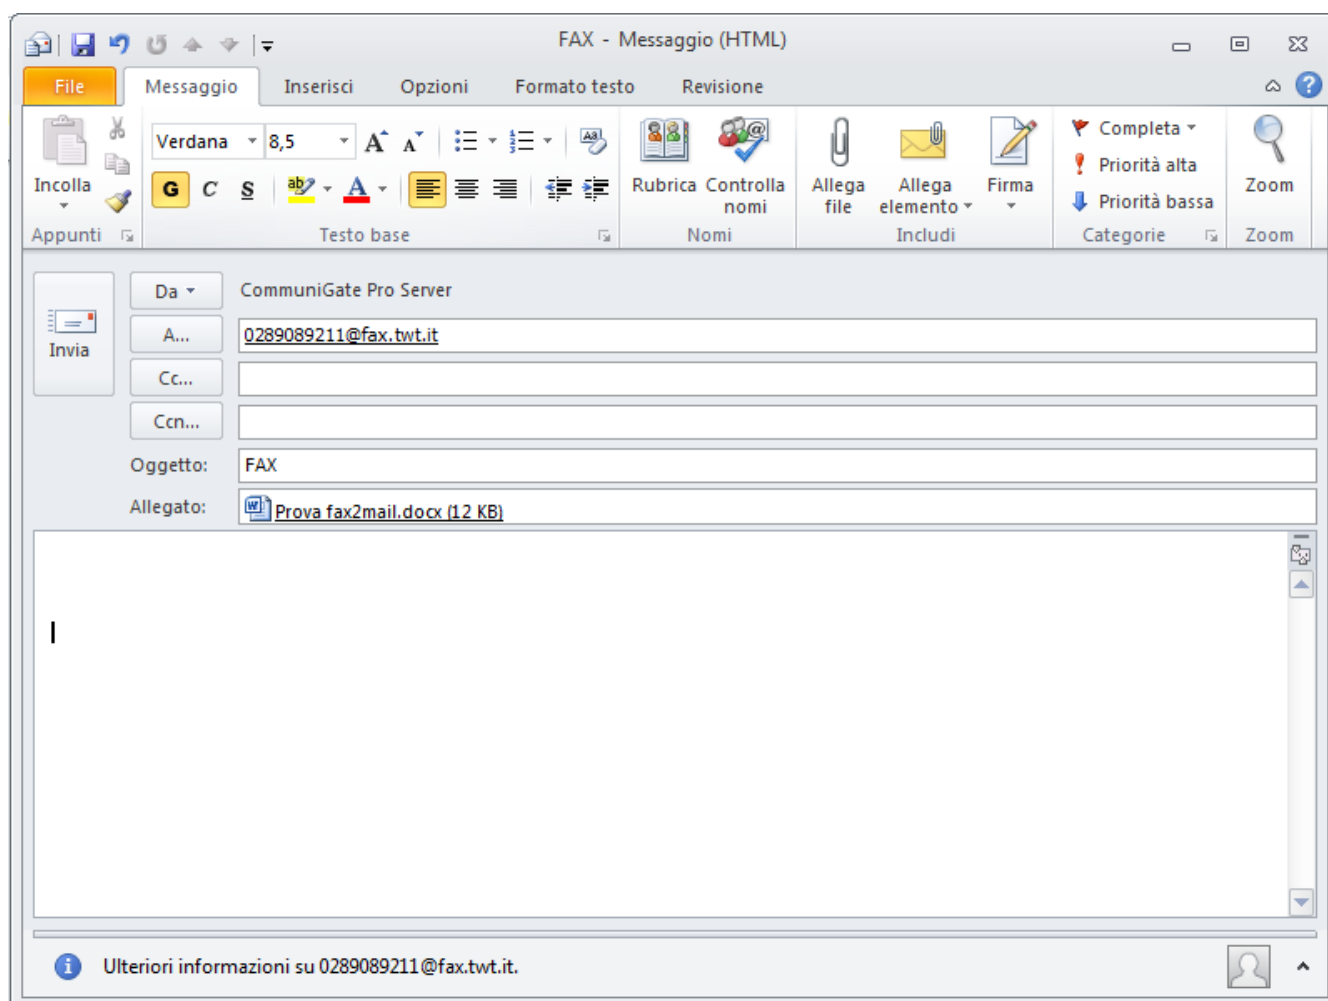 FAX - Messaggio (HTML)
File Messaggio Inserisci Opzioni Formato testo Revisione
Verdana 8,5
Completa
Priorità alta
Priorità bassa
Incolla
G C S
Rubrica Controlla nomi
Allega file
Allega elemento
Firma
Zoom
Appunti Testo base Nomi Includi Categorie Zoom
Da CommuniGate Pro Server
Invia
A... 0289089211@fax.twt.it
Cc...
Ccn...
Oggetto: FAX
Allegato: Prova fax2mail.docx (12 KB)
Ulteriori informazioni su 0289089211@fax.twt.it.